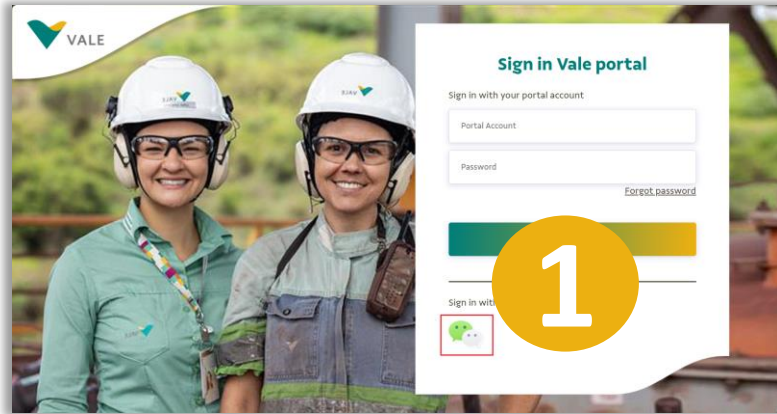 VALE
Sign in Vale portal
Sign in with your portal account
Portal Account
Password
Forgot password
1
Sign in with